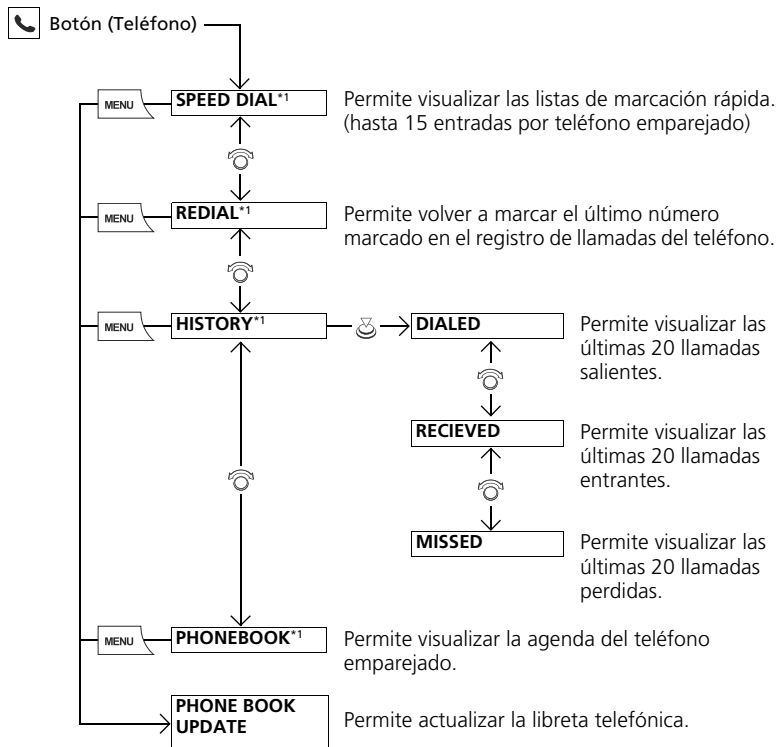 Botón (Teléfono)
MENU
SPEED DIAL*1
Permite visualizar las listas de marcación rápida.
(hasta 15 entradas por teléfono emparejado)
MENU
REDIAL*1
Permite volver a marcar el último número
marcado en el registro de llamadas del teléfono.
MENU
HISTORY*1
DIALED
Permite visualizar las
últimas 20 llamadas
salientes.
RECIEVED
Permite visualizar las
últimas 20 llamadas
entrantes.
MISSED
Permite visualizar las
últimas 20 llamadas
perdidas.
MENU
PHONEBOOK*1
Permite visualizar la agenda del teléfono
emparejado.
PHONE BOOK
UPDATE
Permite actualizar la libreta telefónica.